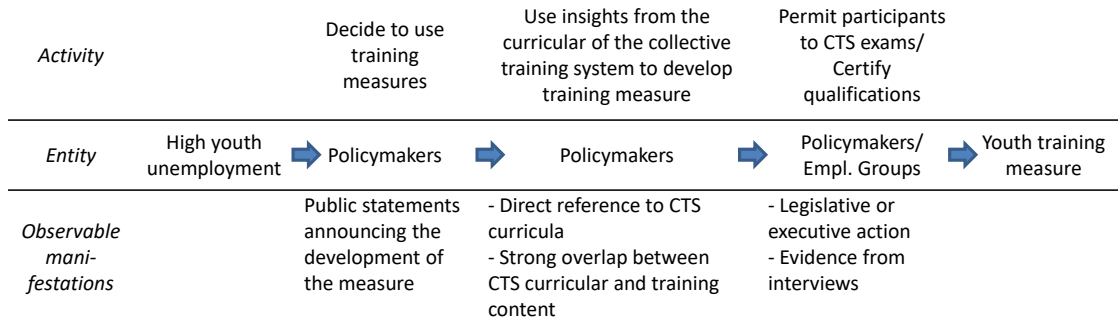 Activity
Decide to use
training
measures
Use insights from the
curricular of the collective
training system to develop
training measure
Permit participants
to CTS exams/
Certify
qualifications
Entity
High youth
unemployment
Policymakers
Policymakers
Policymakers/
Empl. Groups
Youth training
measure
Observable
mani-
festations
Public statements
announcing the
development of
the measure
- Direct reference to CTS
curricula
- Strong overlap between
CTS curricular and training
content
- Legislative or
executive action
- Evidence from
interviews